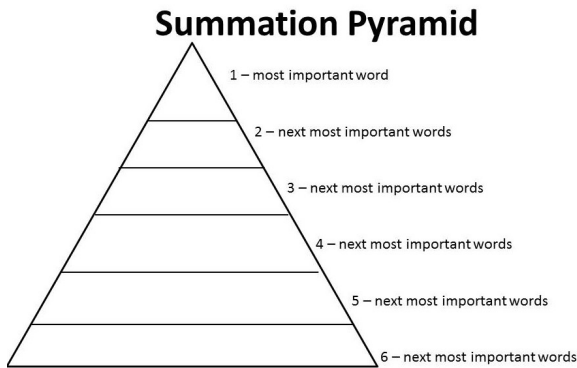 Summation Pyramid
1 – most important word
2 – next most important words
3 – next most important words
4 – next most important words
5 – next most important words
6 – next most important words